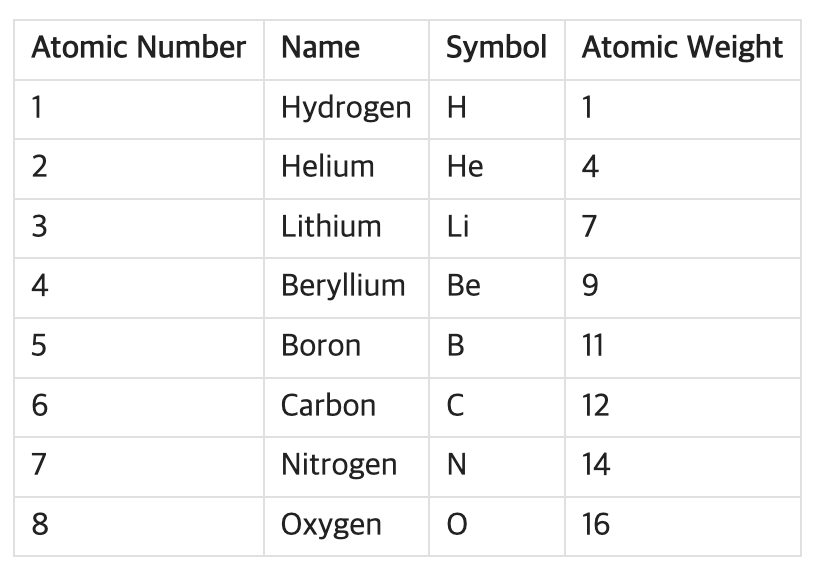 Atomic Number Name Symbol Atomic Weight
1 Hydrogen H 1
2 Helium He 4
3 Lithium Li 7
4 Beryllium Be 9
5 Boron B 11
6 Carbon C 12
7 Nitrogen N 14
8 Oxygen O 16